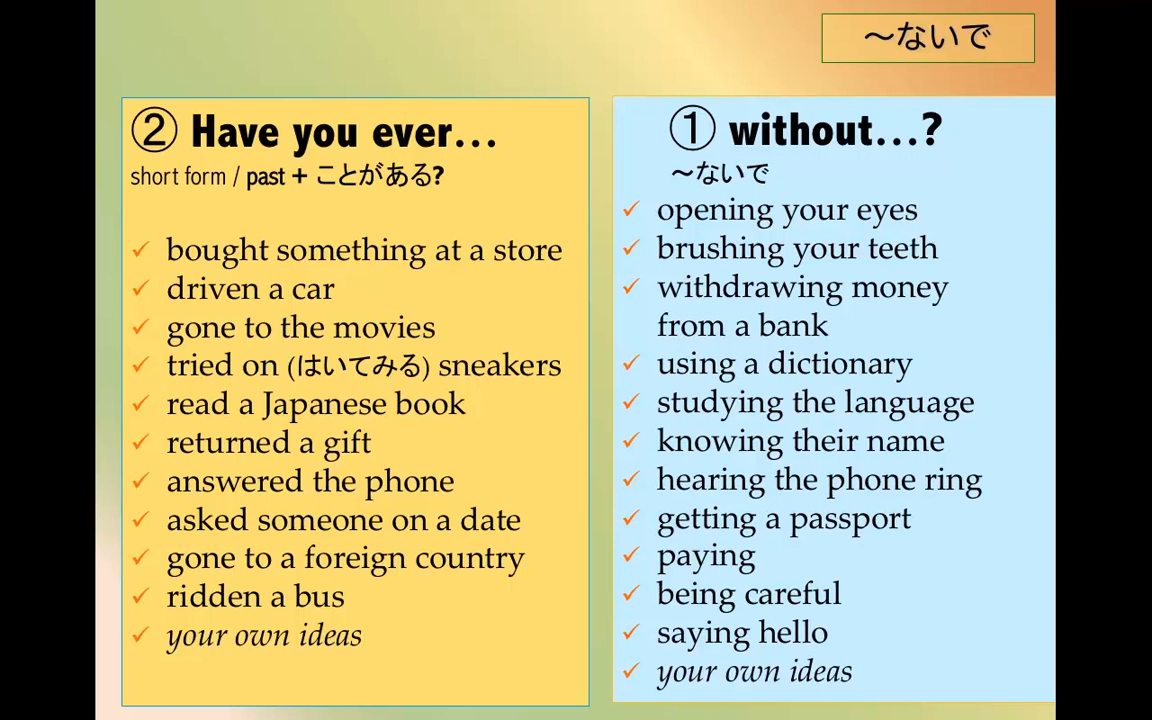 〜ないで
② Have you ever…
short form / past + ことがある?
✓ bought something at a store
✓ driven a car
✓ gone to the movies
✓ tried on (はいてみる) sneakers
✓ read a Japanese book
✓ returned a gift
✓ answered the phone
✓ asked someone on a date
✓ gone to a foreign country
✓ ridden a bus
✓ your own ideas
① without…?
〜ないで
✓ opening your eyes
✓ brushing your teeth
✓ withdrawing money
from a bank
✓ using a dictionary
✓ studying the language
✓ knowing their name
✓ hearing the phone ring
✓ getting a passport
✓ paying
✓ being careful
✓ saying hello
✓ your own ideas